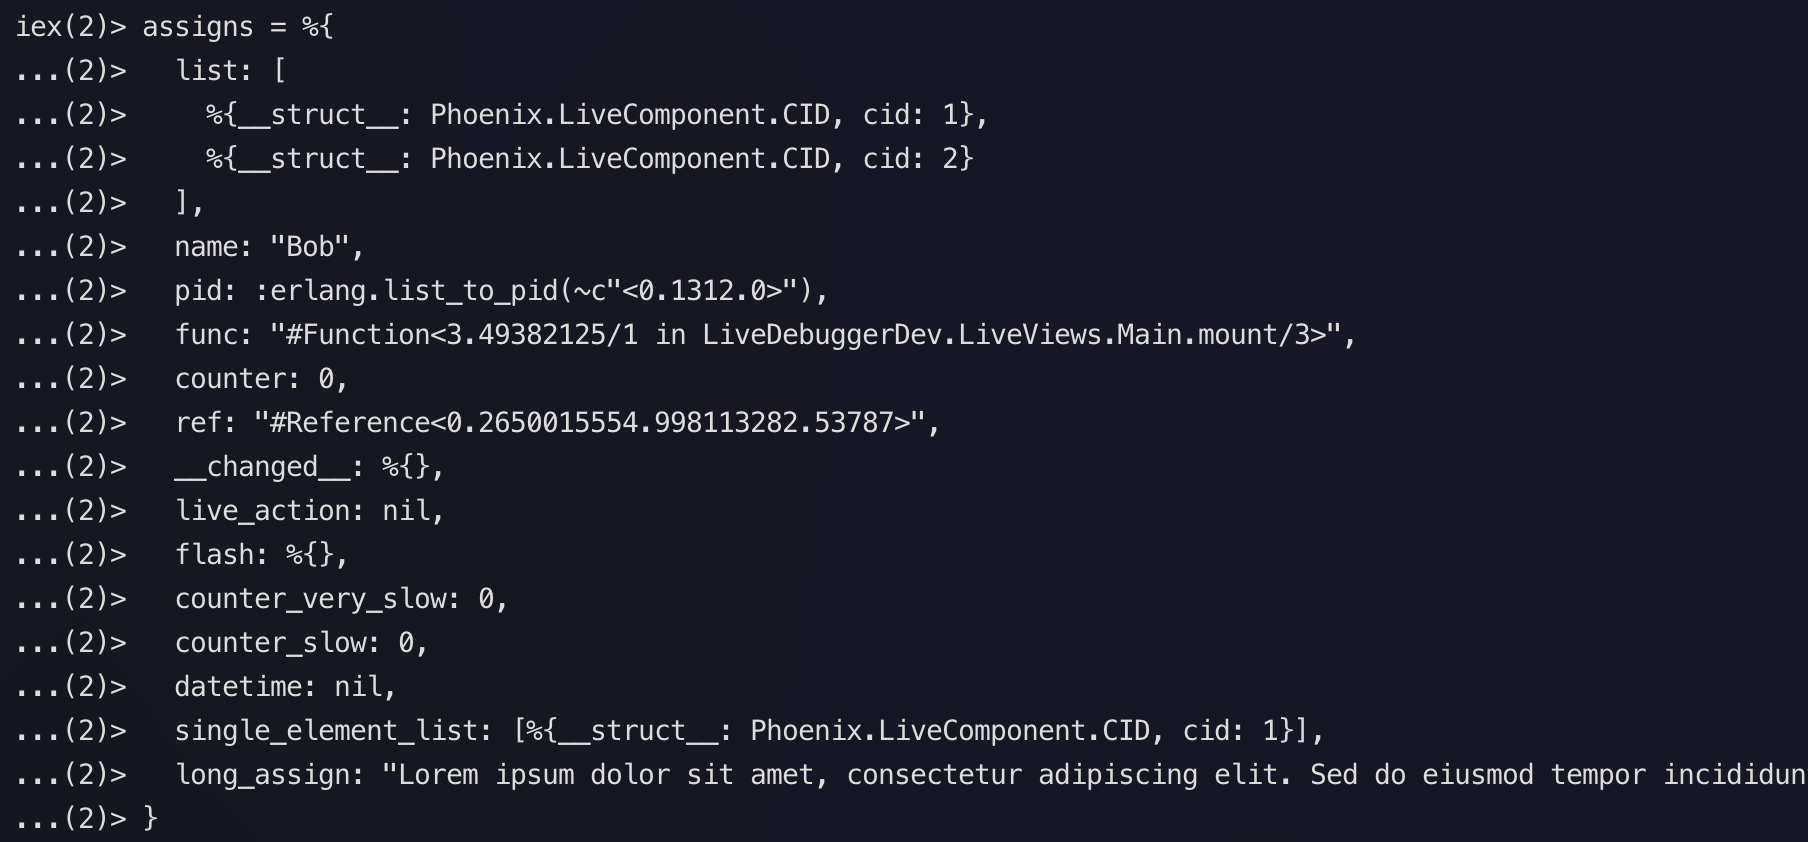 iex(2)> assigns = %{
...(2)>   list: [
...(2)>     %{__struct__: Phoenix.LiveComponent.CID, cid: 1},
...(2)>     %{__struct__: Phoenix.LiveComponent.CID, cid: 2}
...(2)>   ],
...(2)>   name: "Bob",
...(2)>   pid: :erlang.list_to_pid(~c"<0.1312.0>"),
...(2)>   func: "#Function<3.49382125/1 in LiveDebuggerDev.LiveViews.Main.mount/3>",
...(2)>   counter: 0,
...(2)>   ref: "#Reference<0.2650015554.998113282.53787>",
...(2)>   __changed__: %{},
...(2)>   live_action: nil,
...(2)>   flash: %{},
...(2)>   counter_very_slow: 0,
...(2)>   counter_slow: 0,
...(2)>   datetime: nil,
...(2)>   single_element_list: [%{__struct__: Phoenix.LiveComponent.CID, cid: 1}],
...(2)>   long_assign: "Lorem ipsum dolor sit amet, consectetur adipiscing elit. Sed do eiusmod tempor incididun
...(2)> }